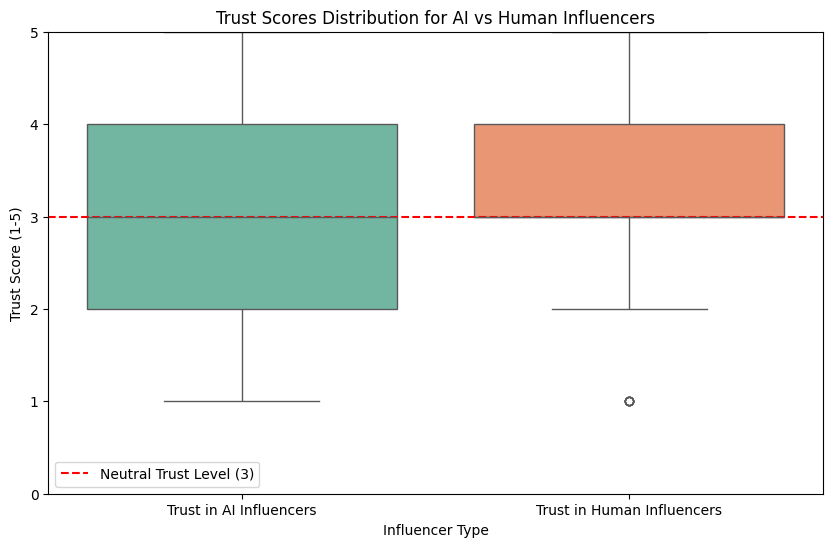 Trust Scores Distribution for AI vs Human Influencers
Trust Score (1-5)
5
4
3
2
1
0
Neutral Trust Level (3)
Trust in AI Influencers
Trust in Human Influencers
Influencer Type